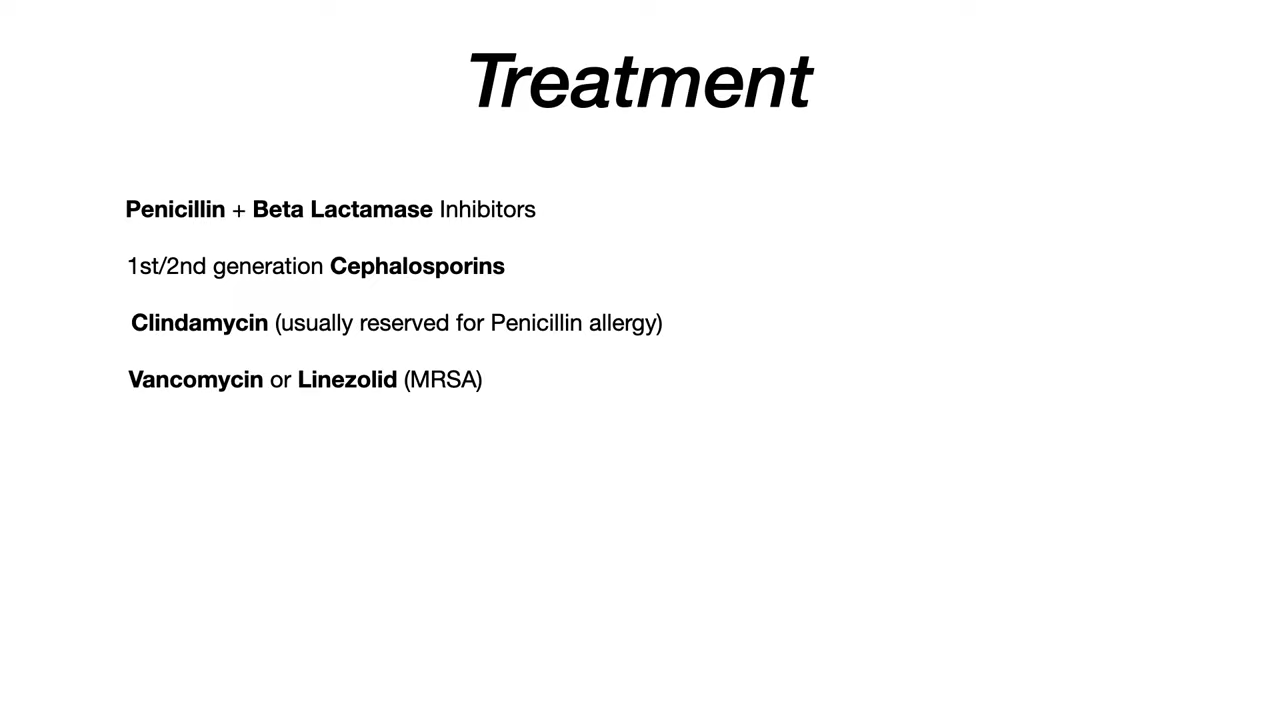 Treatment
Penicillin + Beta Lactamase Inhibitors
1st/2nd generation Cephalosporins
Clindamycin (usually reserved for Penicillin allergy)
Vancomycin or Linezolid (MRSA)